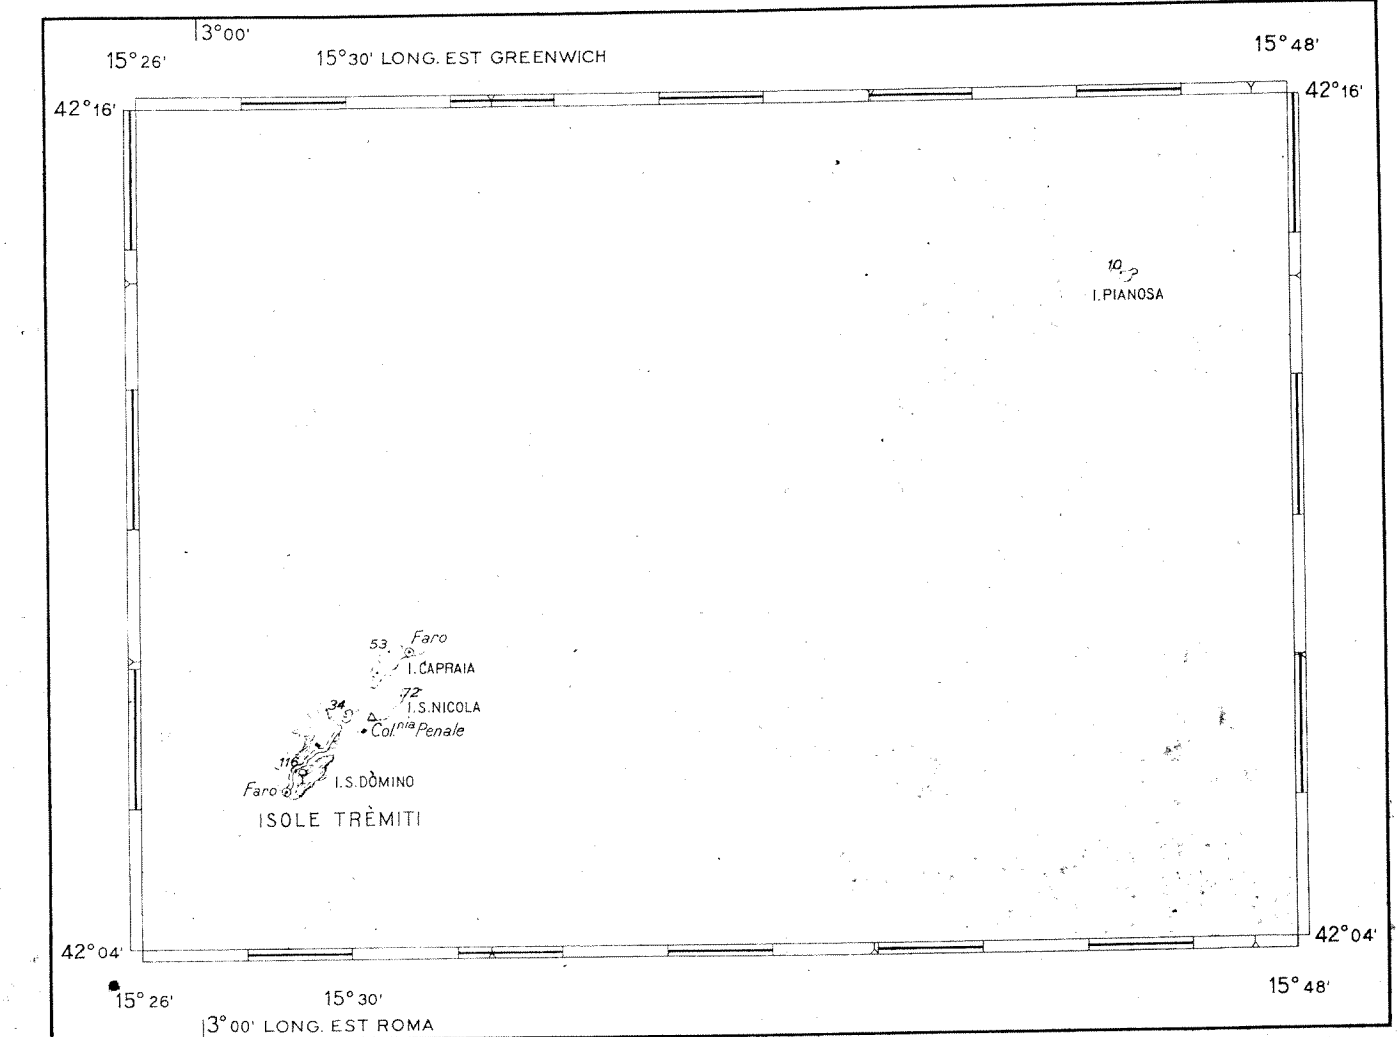 3°00'
15°26'
15°30' LONG. EST GREENWICH
15°48'
42°16'
42°16'
10
I. PIANOSA
53
Faro
I. CAPRAIA
72
I. S. NICOLA
34
Col.nia Penale
116
I. S. DÒMINO
Faro
ISOLE TRÈMITI
42°04'
42°04'
15°26'
15°30'
15°48'
3°00' LONG. EST ROMA